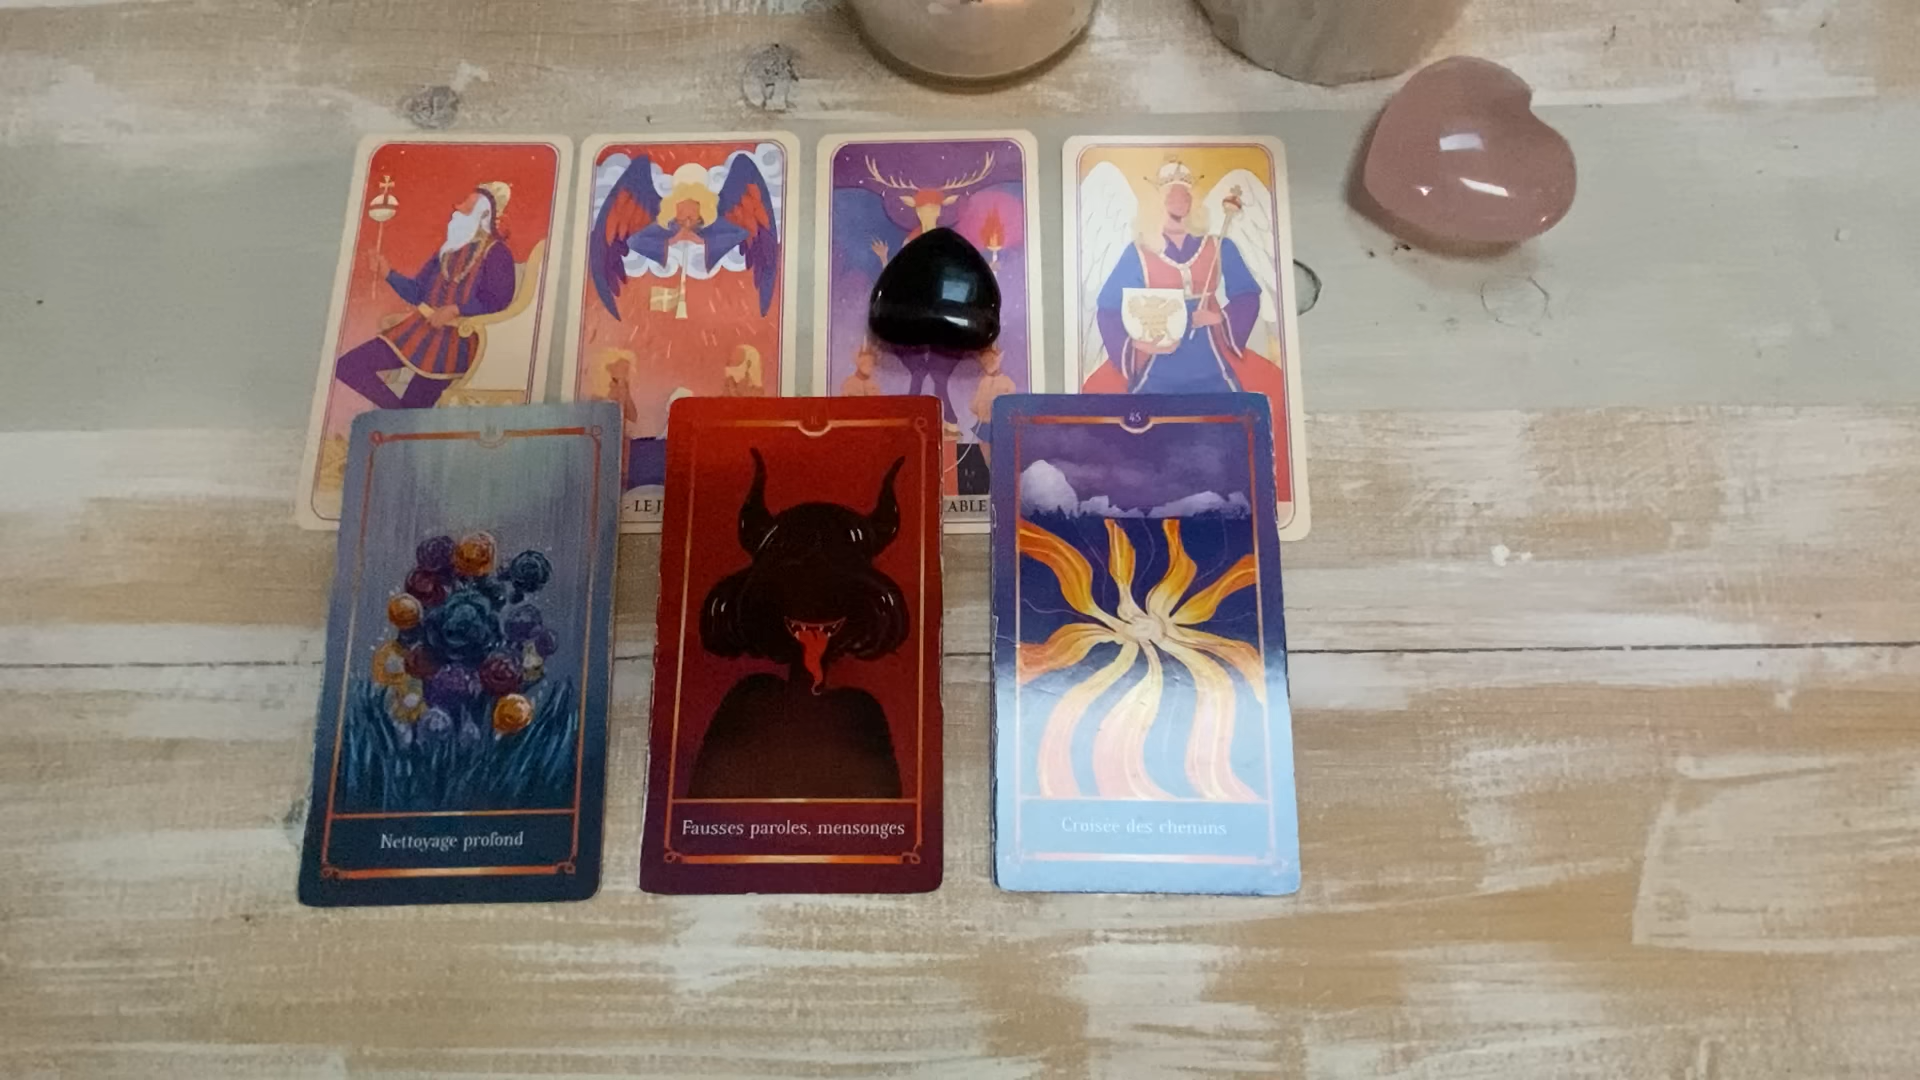 - LE J
ABLE
45
Nettoyage profond
Fausses paroles, mensonges
Croisée des chemins